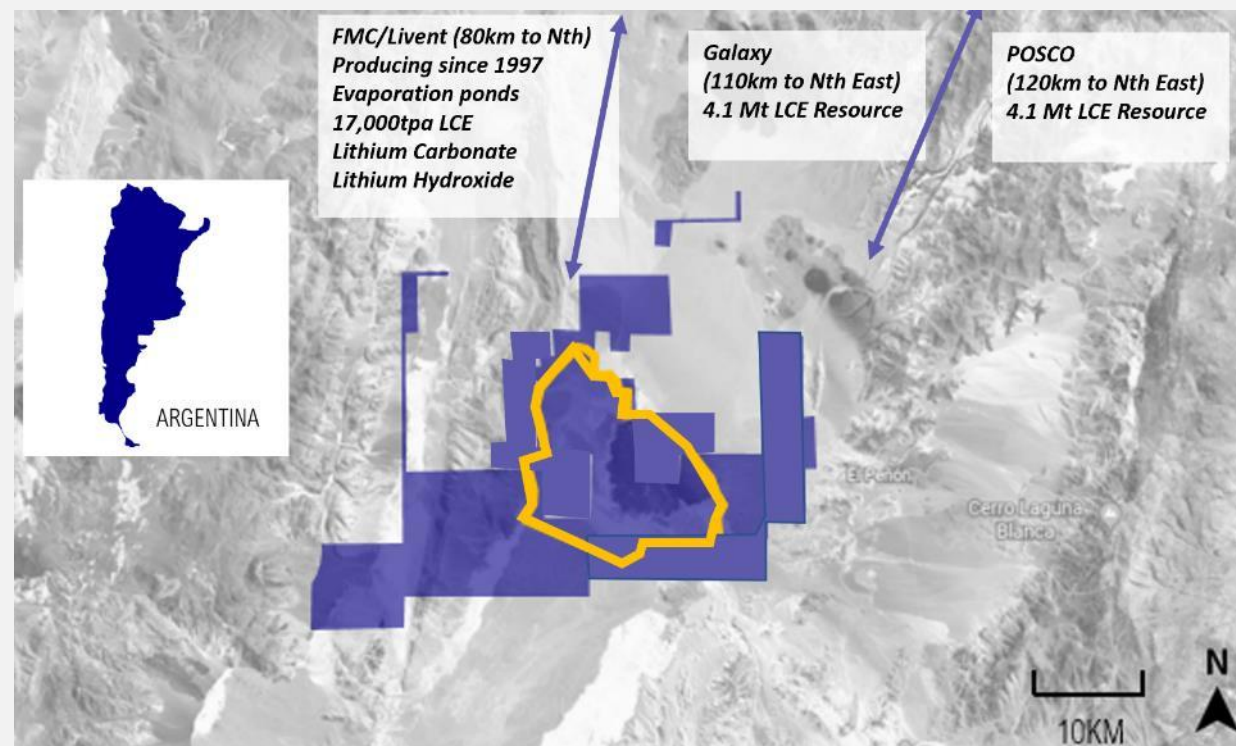 FMC/Livent (80km to Nth)
Producing since 1997
Evaporation ponds
17,000tpa LCE
Lithium Carbonate
Lithium Hydroxide
Galaxy
(110km to Nth East)
4.1 Mt LCE Resource
POSCO
(120km to Nth East)
4.1 Mt LCE Resource
ARGENTINA
El Peñón
Cerro Laguna
Blanca
N
10KM